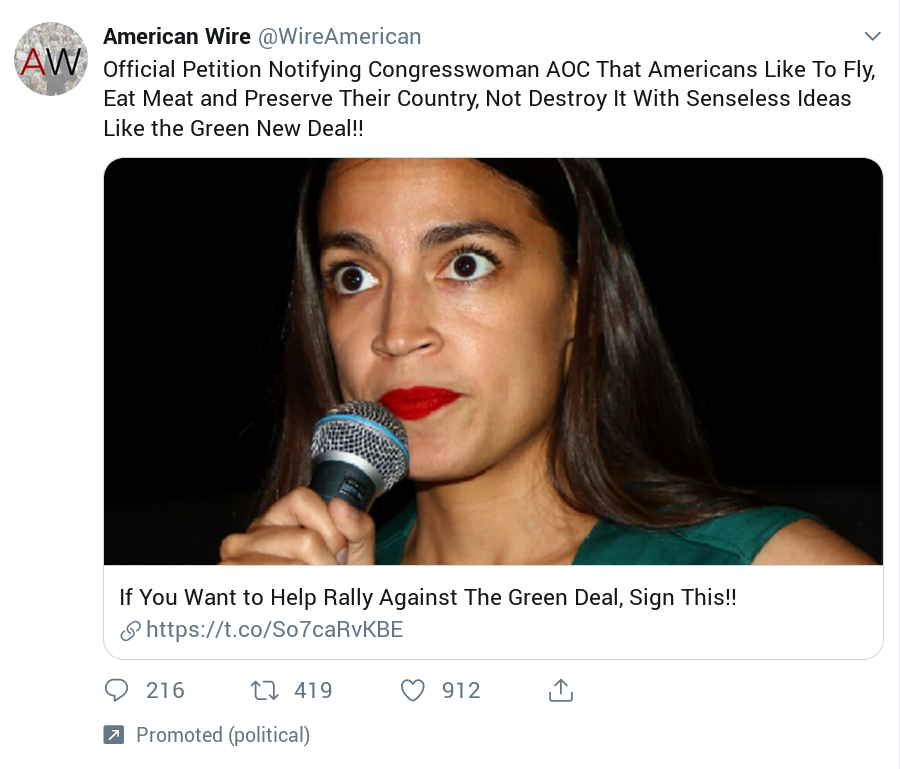 AW
American Wire @WireAmerican
Official Petition Notifying Congresswoman AOC That Americans Like To Fly,
Eat Meat and Preserve Their Country, Not Destroy It With Senseless Ideas
Like the Green New Deal!!
If You Want to Help Rally Against The Green Deal, Sign This!!
https://t.co/So7caRvKBE
216 419 912
Promoted (political)